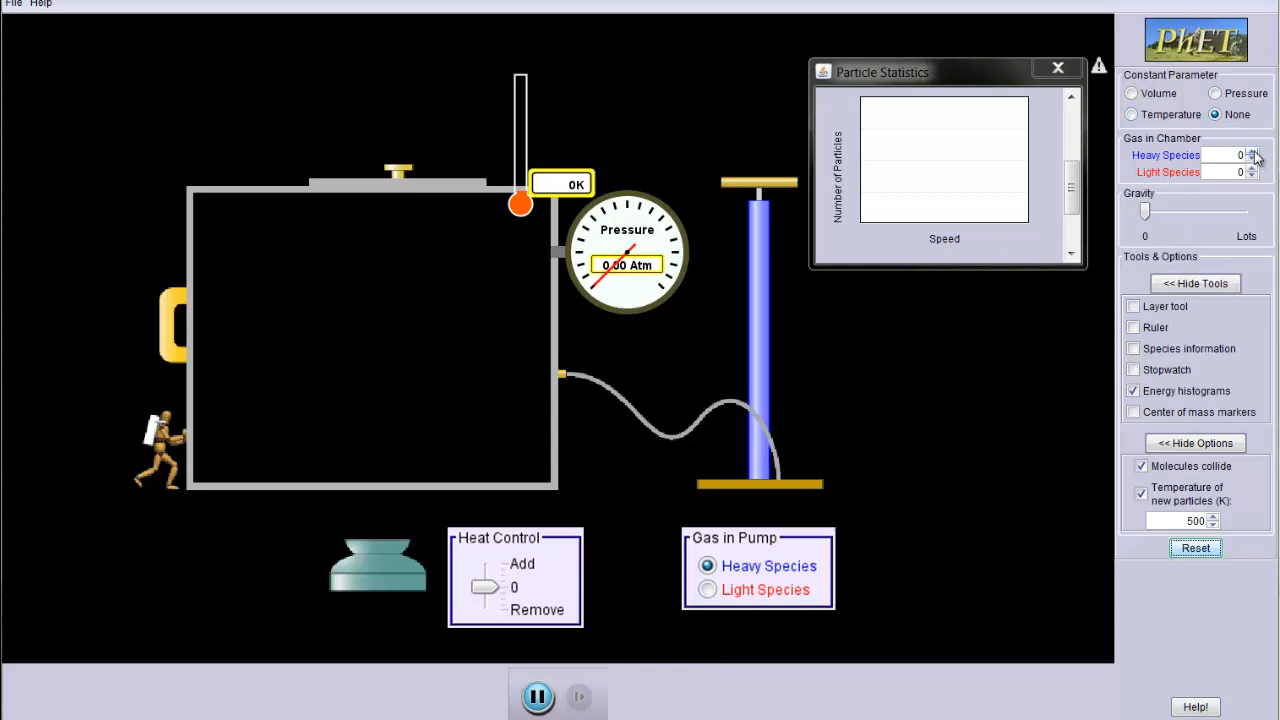 File Help
PhET
Particle Statistics
Number of Particles
Speed
Constant Parameter
Volume Pressure
Temperature None
Gas in Chamber
Heavy Species 0
Light Species 0
Gravity
0 Lots
Tools & Options
<< Hide Tools
Layer tool
Ruler
Species information
Stopwatch
Energy histograms
Center of mass markers
<< Hide Options
Molecules collide
Temperature of
new particles (K):
500
Reset
0K
Pressure
0.00 Atm
Heat Control
Add
0
Remove
Gas in Pump
Heavy Species
Light Species
Help!